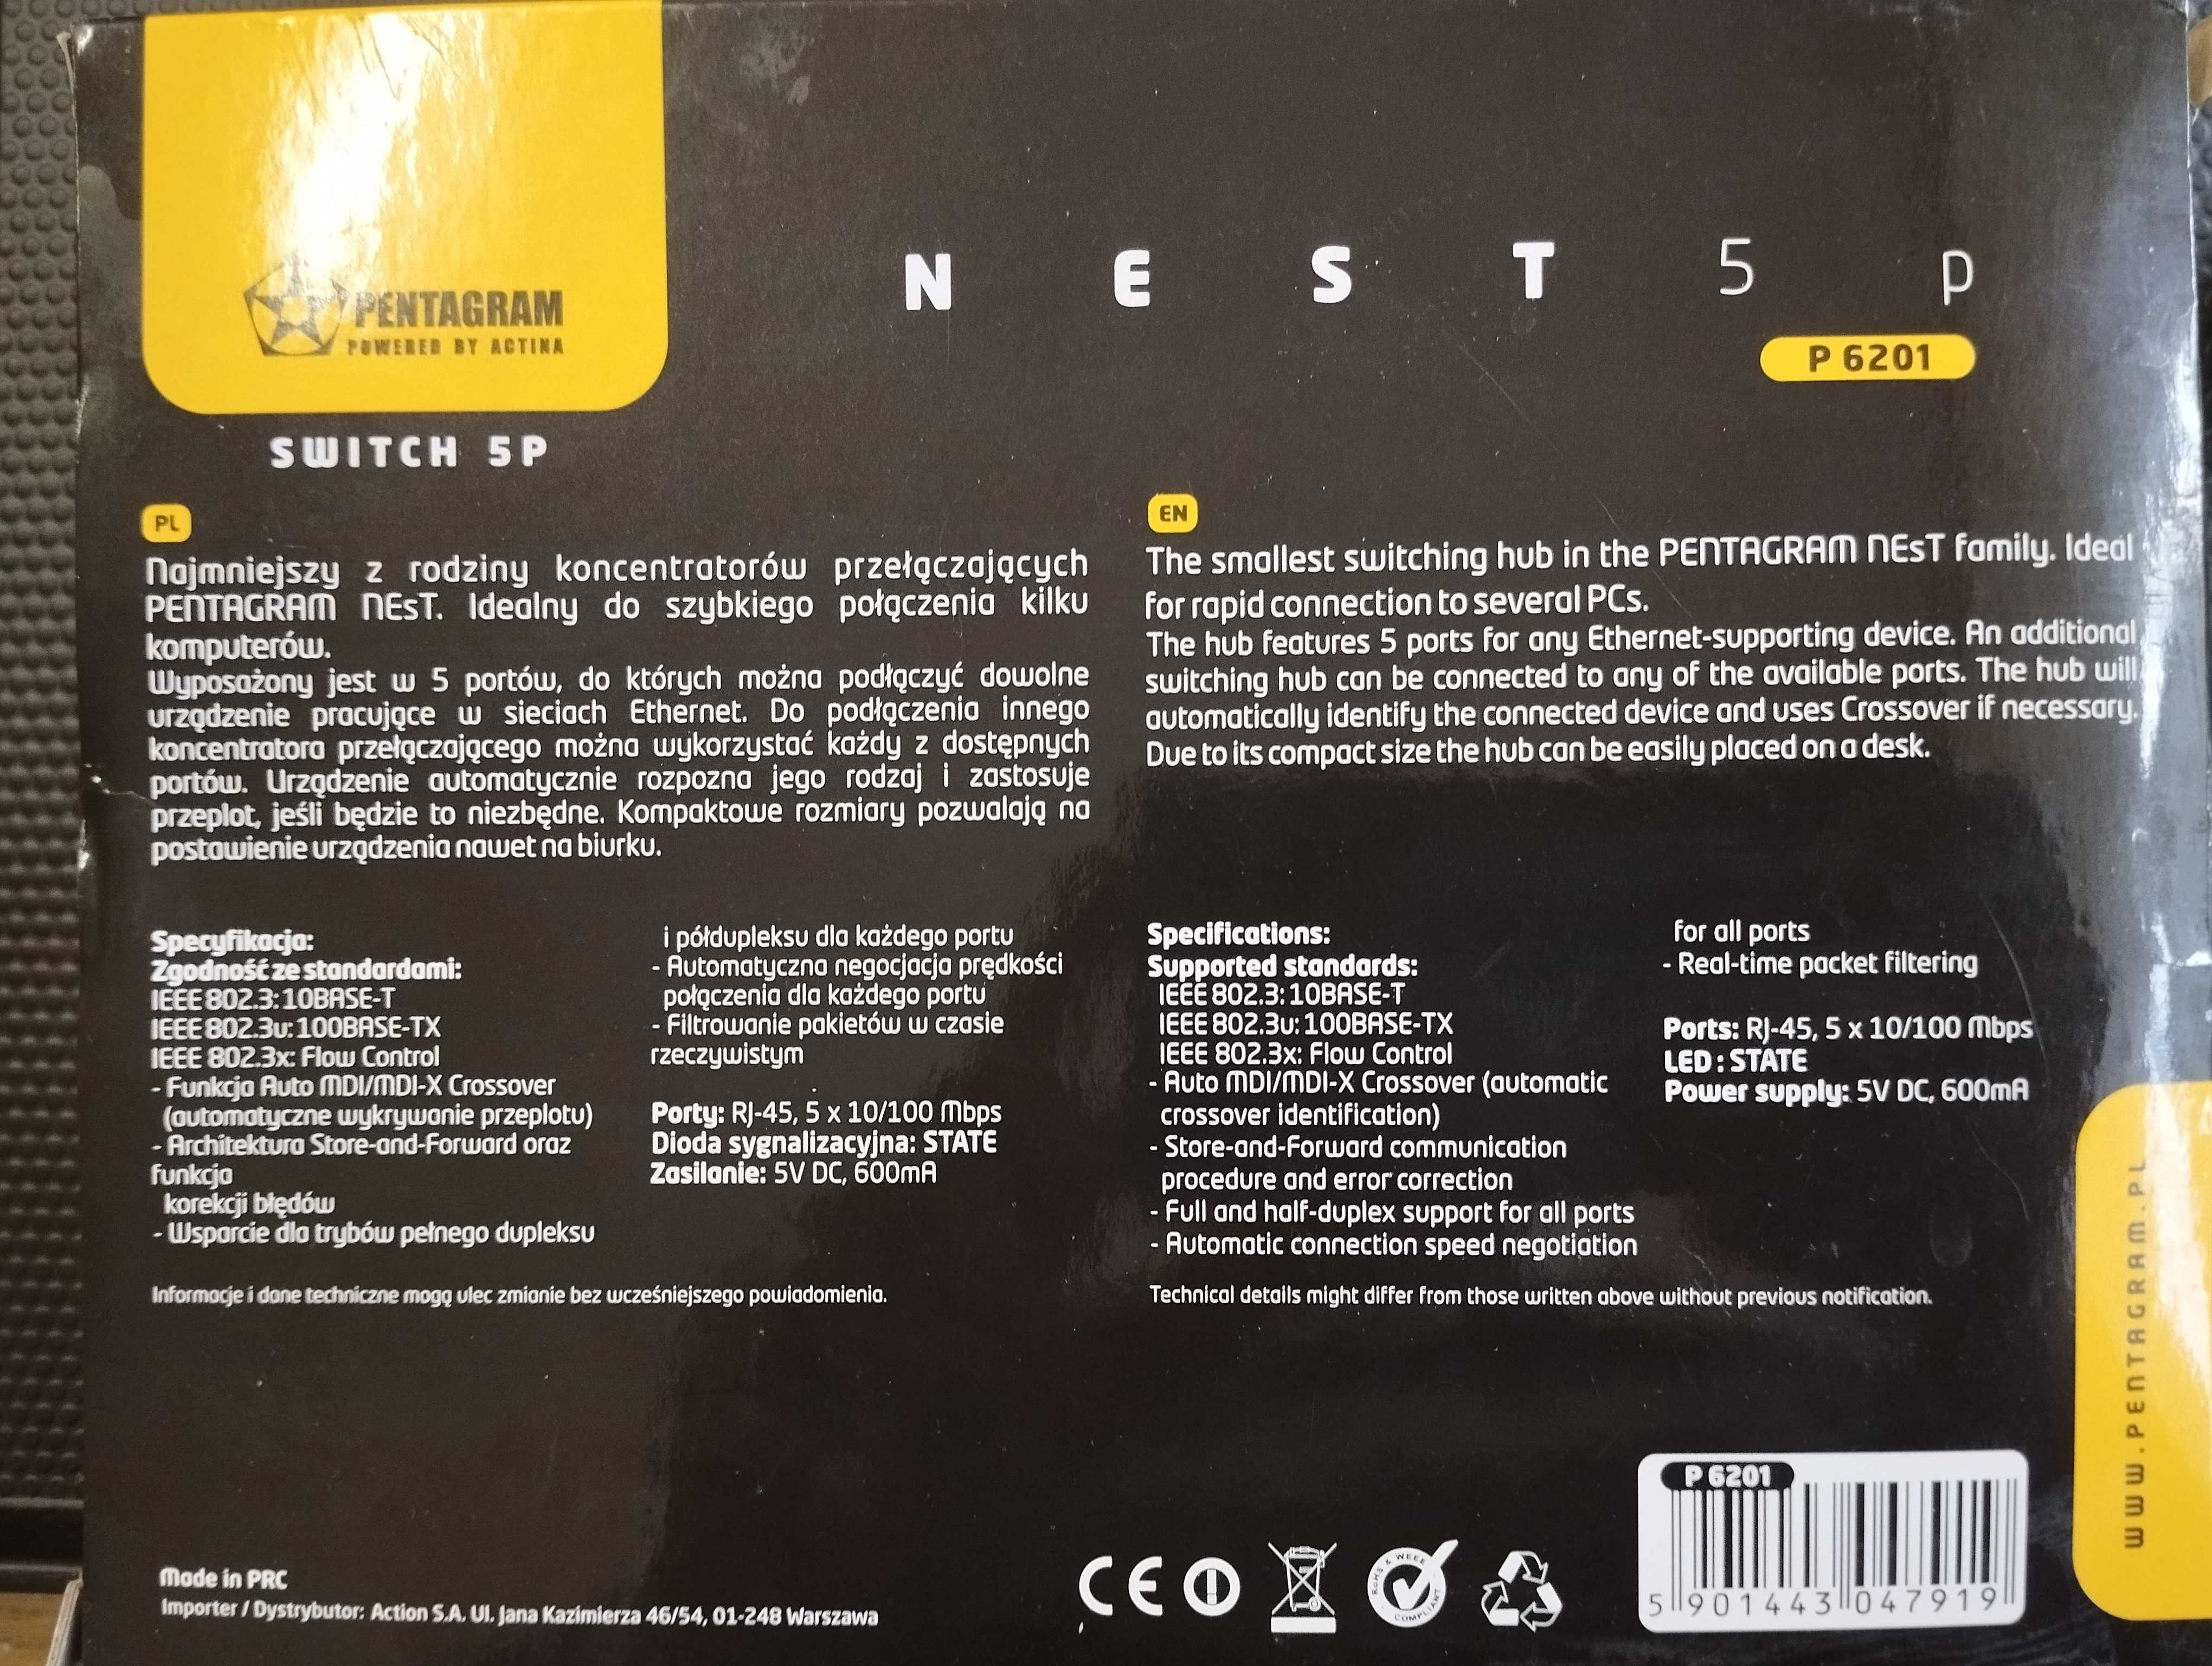 PENTAGRAM
POWERED BY ACTINA
SWITCH 5P
NEST 5p
P 6201
PL
Najmniejszy z rodziny koncentratorów przełączających
PENTAGRAM NEsT. Idealny do szybkiego połączenia kilku
komputerów.
Wyposażony jest w 5 portów, do których można podłączyć dowolne
urządzenie pracujące w sieciach Ethernet. Do podłączenia innego
koncentratora przełączającego można wykorzystać każdy z dostępnych
portów. Urządzenie automatycznie rozpozna jego rodzaj i zastosuje
przeplot, jeśli będzie to niezbędne. Kompaktowe rozmiary pozwalają na
postawienie urządzenia nawet na biurku.
Specyfikacja:
Zgodność ze standardami:
IEEE 802.3: 10BASE-T
IEEE 802.3u: 100BASE-TX
IEEE 802.3x: Flow Control
- Funkcja Auto MDI/MDI-X Crossover
(automatyczne wykrywanie przeplotu)
- Architektura Store-and-Forward oraz
funkcja
korekcji błędów
- Wsparcie dla trybów pełnego dupleksu
i półdupleksu dla każdego portu
- Automatyczna negocjacja prędkości
połączenia dla każdego portu
- Filtrowanie pakietów w czasie
rzeczywistym
Porty: RJ-45, 5 x 10/100 Mbps
Dioda sygnalizacyjna: STATE
Zasilanie: 5V DC, 600mA
Informacje i dane techniczne mogą ulec zmianie bez wcześniejszego powiadomienia.
EN
The smallest switching hub in the PENTAGRAM NEsT family. Ideal
for rapid connection to several PCs.
The hub features 5 ports for any Ethernet-supporting device. An additional
switching hub can be connected to any of the available ports. The hub will
automatically identify the connected device and uses Crossover if necessary.
Due to its compact size the hub can be easily placed on a desk.
Specifications:
Supported standards:
IEEE 802.3: 10BASE-T
IEEE 802.3u: 100BASE-TX
IEEE 802.3x: Flow Control
- Auto MDI/MDI-X Crossover (automatic
crossover identification)
- Store-and-Forward communication
procedure and error correction
- Full and half-duplex support for all ports
- Automatic connection speed negotiation
for all ports
- Real-time packet filtering
Ports: RJ-45, 5 x 10/100 Mbps
LED: STATE
Power supply: 5V DC, 600mA
Technical details might differ from those written above without previous notification.
WWW.PENTAGRAM.PL
Made in PRC
Importer / Dystrybutor: Action S.A. Ul. Jana Kazimierza 46/54, 01-248 Warszawa
CE
RoHS & WEEE COMPLIANT
P 6201
5 901443 047919